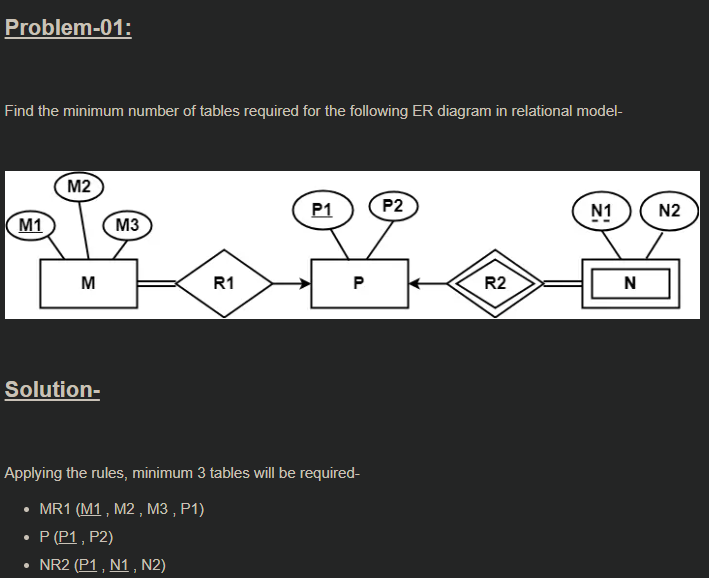 Problem-01:
Find the minimum number of tables required for the following ER diagram in relational model-
M2
M1 M3 P1 P2 N1 N2
M R1 P R2 N
Solution-
Applying the rules, minimum 3 tables will be required-
• MR1 (M1 , M2 , M3 , P1)
• P (P1 , P2)
• NR2 (P1 , N1 , N2)